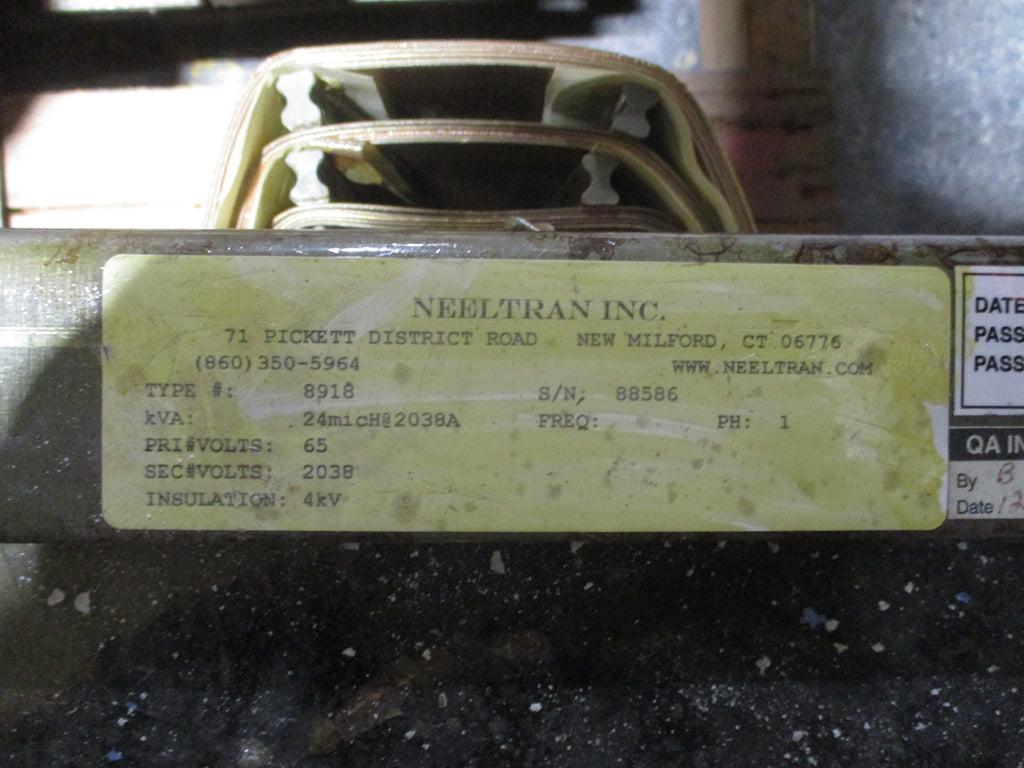 NEELTRAN INC.
71 PICKETT DISTRICT ROAD NEW MILFORD, CT 06776
(860)350-5964 WWW.NEELTRAN.COM
TYPE #: 8918 S/N; 88586
kVA: 24micH@2038A FREQ: PH: 1
PRI#VOLTS: 65
SEC#VOLTS; 2038
INSULATION: 4kV
DATE
PASS
PASS
QA IN
By B
Date 12